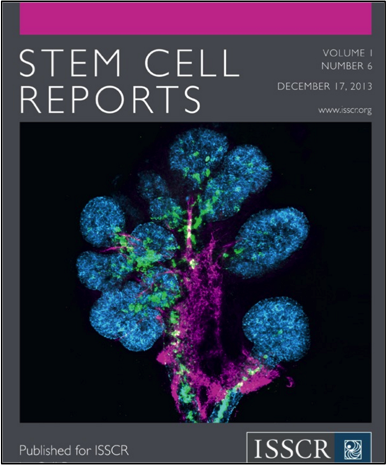 STEM CELL
REPORTS
VOLUME 1
NUMBER 6
DECEMBER 17, 2013
www.isscr.org
Published for ISSCR
ISSCR